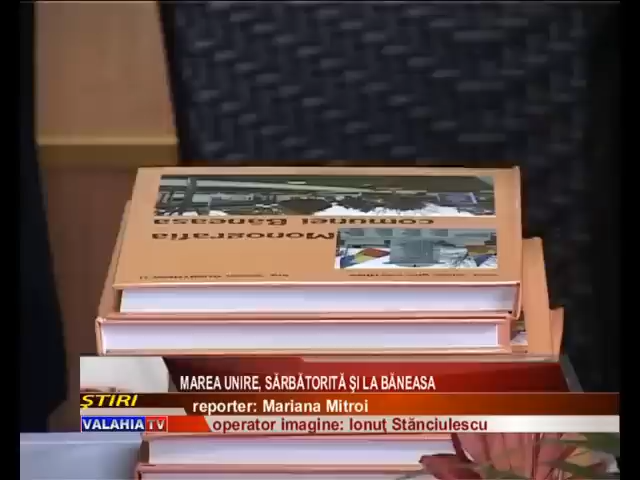 comunei Băneasa
Monografia
MAREA UNIRE, SĂRBĂTORITĂ ŞI LA BĂNEASA
ŞTIRI
reporter: Mariana Mitroi
VALAHIA TV
operator imagine: Ionuţ Stănciulescu